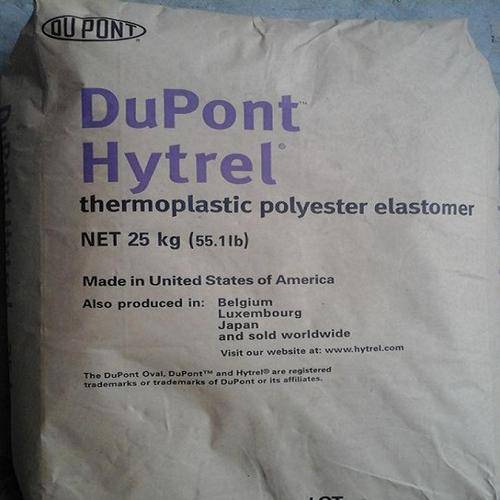 DU PONT
DuPont™
Hytrel®
thermoplastic polyester elastomer
NET 25 kg (55.1lb)
Made in United States of America
Also produced in: Belgium
Luxembourg
Japan
and sold worldwide
Visit our website at: www.hytrel.com
The DuPont Oval, DuPont™ and Hytrel® are registered
trademarks or trademarks of DuPont or its affiliates.